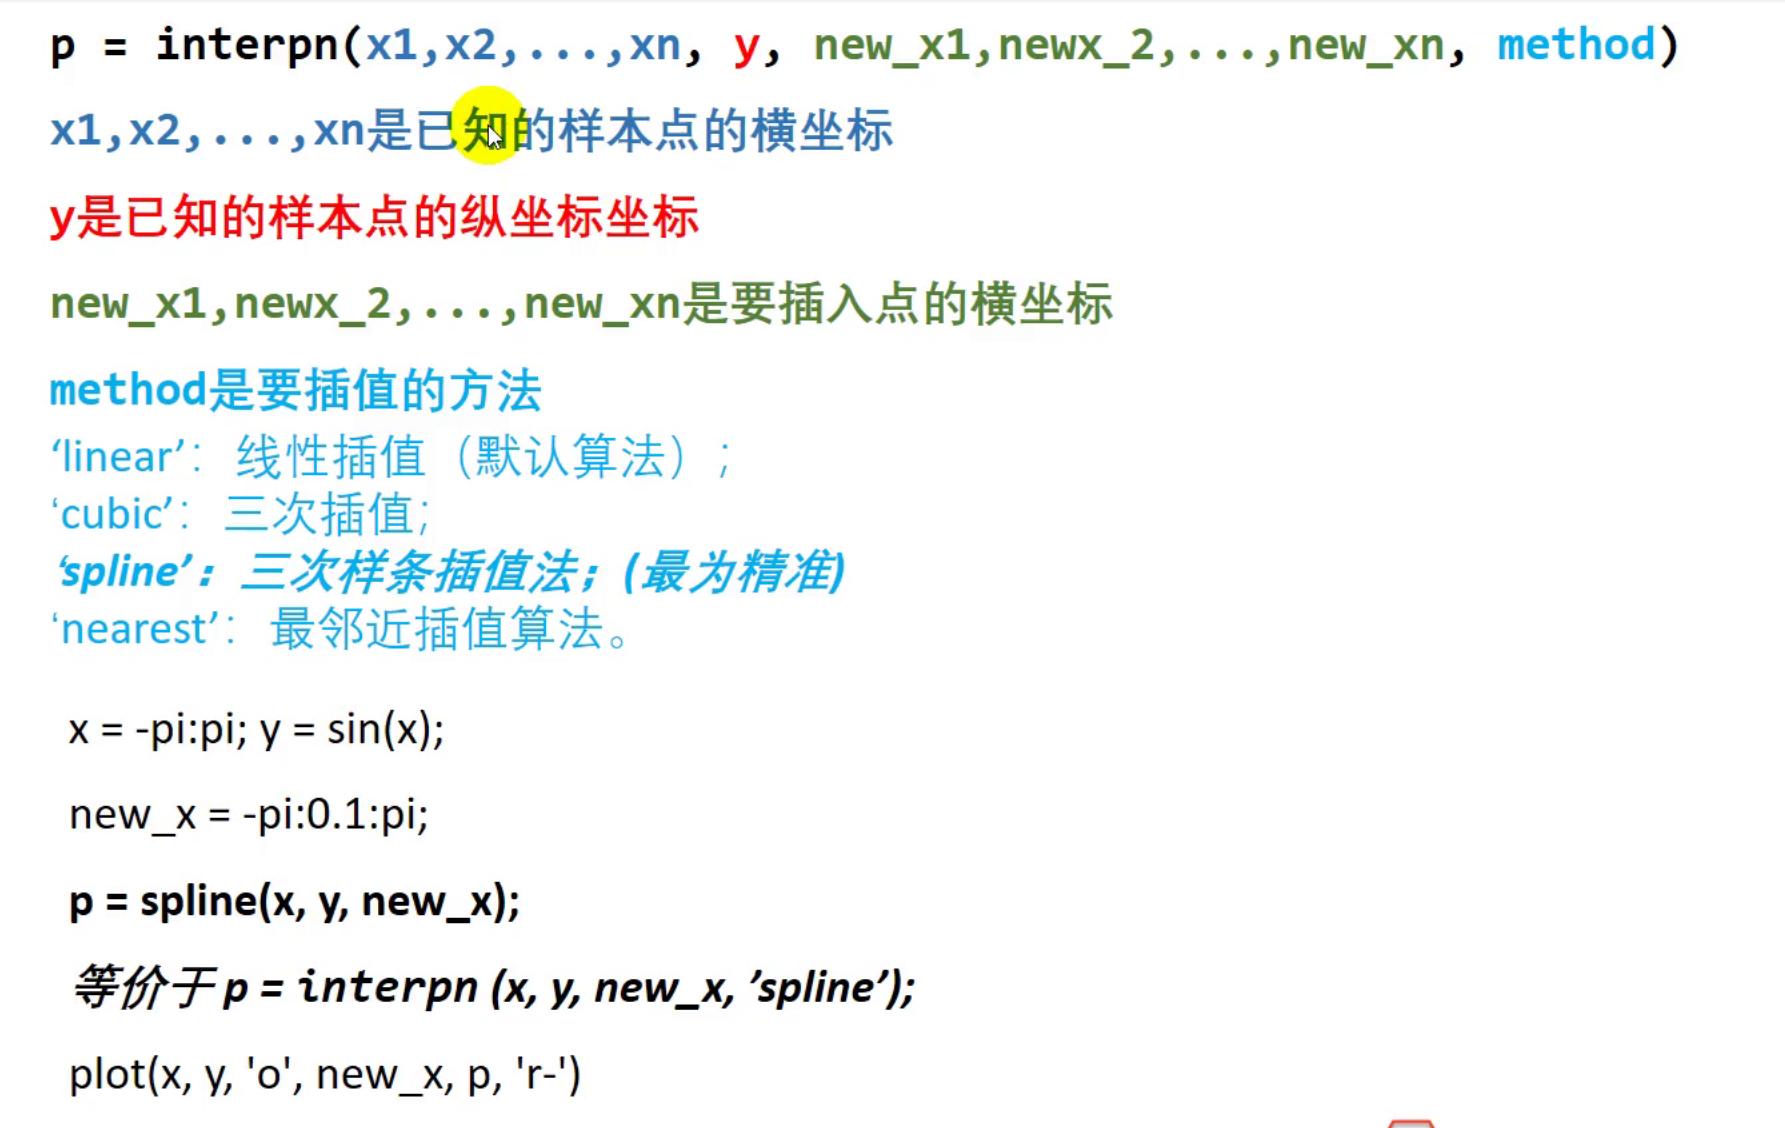 p = interpn(x1,x2,...,xn, y, new_x1,newx_2,...,new_xn, method)
x1,x2,...,xn是已知的样本点的横坐标
y是已知的样本点的纵坐标坐标
new_x1,newx_2,...,new_xn是要插入点的横坐标
method是要插值的方法
‘linear’：线性插值（默认算法）；
‘cubic’：三次插值；
‘spline’：三次样条插值法；(最为精准)
‘nearest’：最邻近插值算法。
x = -pi:pi; y = sin(x);
new_x = -pi:0.1:pi;
p = spline(x, y, new_x);
等价于 p = interpn (x, y, new_x, ’spline’);
plot(x, y, 'o', new_x, p, 'r-')